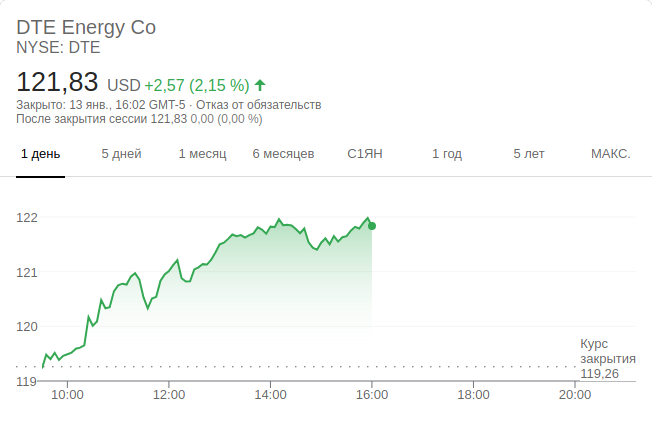 DTE Energy Co
NYSE: DTE
121,83 USD +2,57 (2,15 %)
Закрыто: 13 янв., 16:02 GMT-5 · Отказ от обязательств
После закрытия сессии 121,83 0,00 (0,00 %)
1 день 5 дней 1 месяц 6 месяцев С1ЯН 1 год 5 лет МАКС.
122
121
120
Курс
закрытия
119,26
119
10:00 12:00 14:00 16:00 18:00 20:00